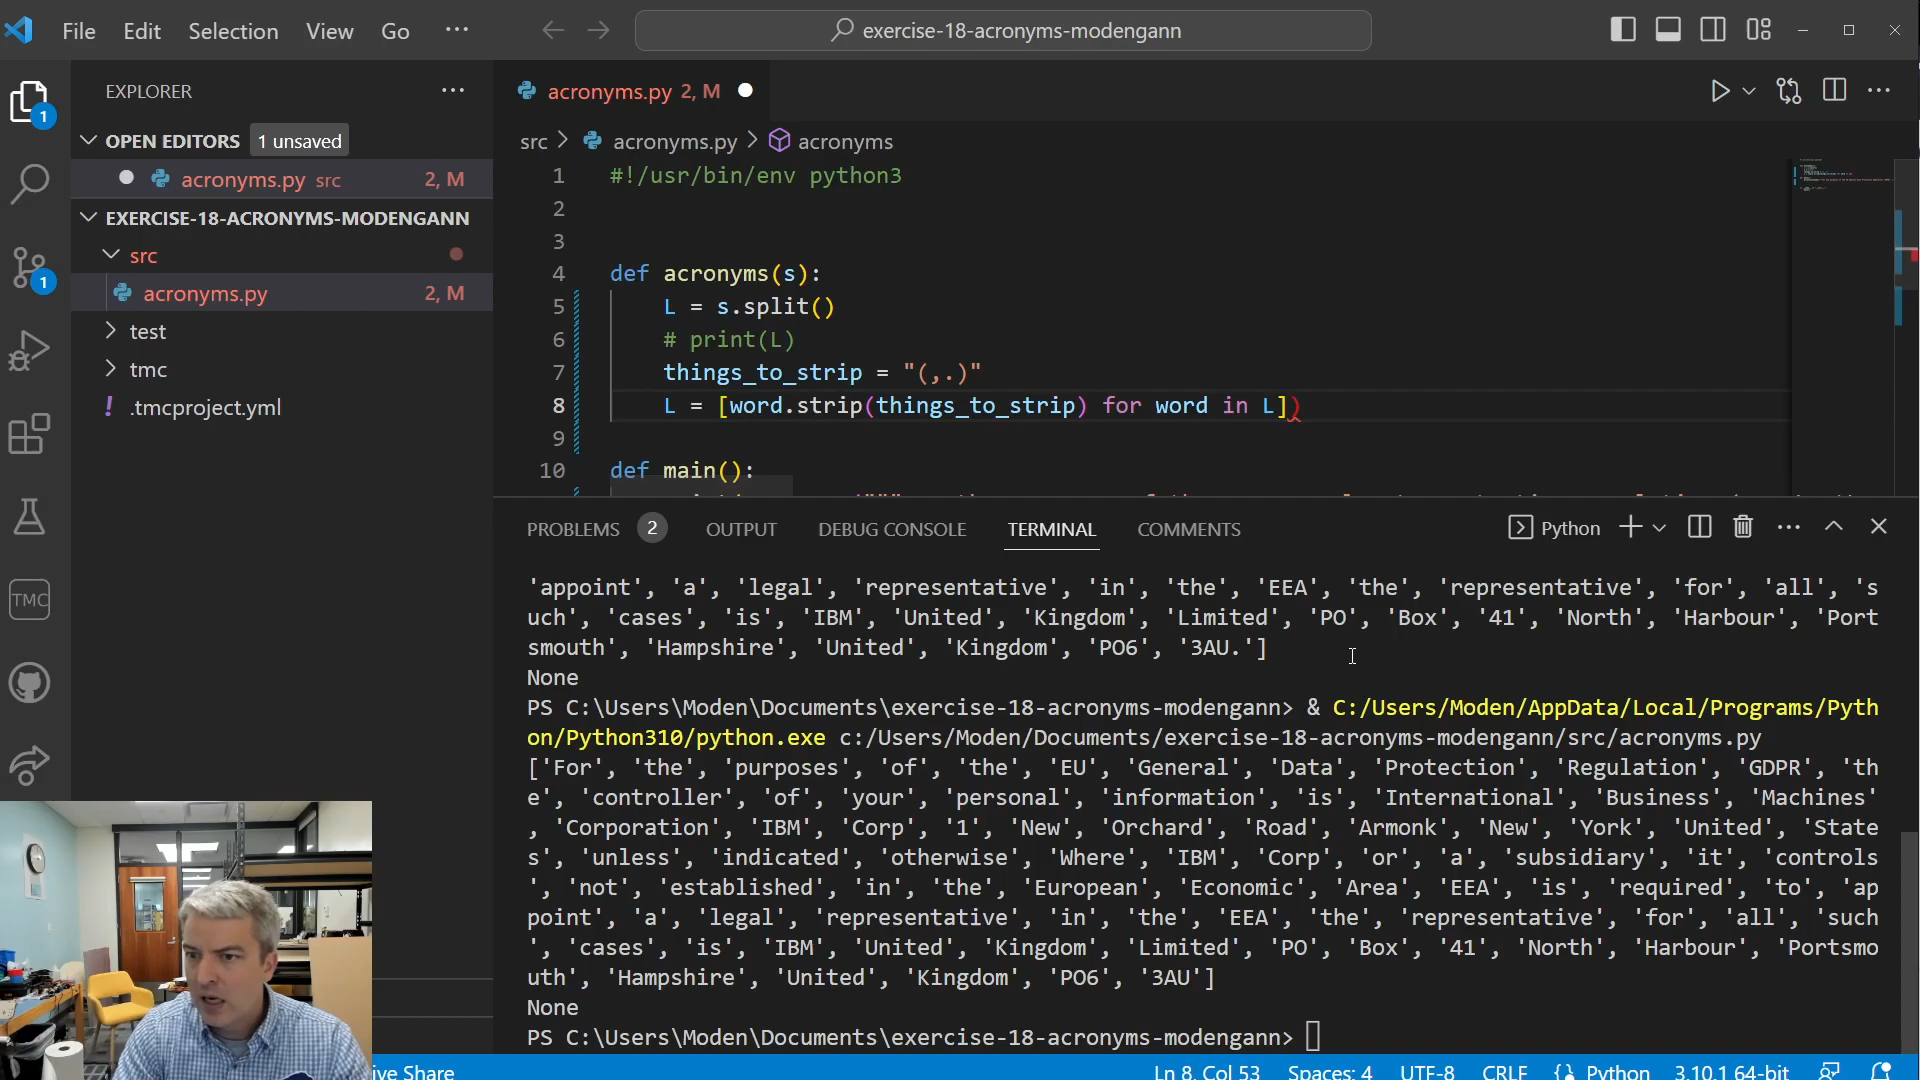 File Edit Selection View Go ··· exercise-18-acronyms-modengann
EXPLORER ···
OPEN EDITORS 1 unsaved
acronyms.py src 2, M
EXERCISE-18-ACRONYMS-MODENGANN
src
acronyms.py 2, M
test
tmc
! .tmcproject.yml
1
1
TMC
acronyms.py 2, M
src > acronyms.py > acronyms
1 #!/usr/bin/env python3
2
3
4 def acronyms(s):
5 L = s.split()
6 # print(L)
7 things_to_strip = "(,.)"
8 L = [word.strip(things_to_strip) for word in L])
9
10 def main():
PROBLEMS 2 OUTPUT DEBUG CONSOLE TERMINAL COMMENTS Python
'appoint', 'a', 'legal', 'representative', 'in', 'the', 'EEA', 'the', 'representative', 'for', 'all', 's
uch', 'cases', 'is', 'IBM', 'United', 'Kingdom', 'Limited', 'PO', 'Box', '41', 'North', 'Harbour', 'Port
smouth', 'Hampshire', 'United', 'Kingdom', 'PO6', '3AU.']
None
PS C:\Users\Moden\Documents\exercise-18-acronyms-modengann> & C:/Users/Moden/AppData/Local/Programs/Pyth
on/Python310/python.exe c:/Users/Moden/Documents/exercise-18-acronyms-modengann/src/acronyms.py
['For', 'the', 'purposes', 'of', 'the', 'EU', 'General', 'Data', 'Protection', 'Regulation', 'GDPR', 'th
e', 'controller', 'of', 'your', 'personal', 'information', 'is', 'International', 'Business', 'Machines'
, 'Corporation', 'IBM', 'Corp', '1', 'New', 'Orchard', 'Road', 'Armonk', 'New', 'York', 'United', 'State
s', 'unless', 'indicated', 'otherwise', 'Where', 'IBM', 'Corp', 'or', 'a', 'subsidiary', 'it', 'controls
', 'not', 'established', 'in', 'the', 'European', 'Economic', 'Area', 'EEA', 'is', 'required', 'to', 'ap
point', 'a', 'legal', 'representative', 'in', 'the', 'EEA', 'the', 'representative', 'for', 'all', 'such
', 'cases', 'is', 'IBM', 'United', 'Kingdom', 'Limited', 'PO', 'Box', '41', 'North', 'Harbour', 'Portsmo
uth', 'Hampshire', 'United', 'Kingdom', 'PO6', '3AU']
None
PS C:\Users\Moden\Documents\exercise-18-acronyms-modengann>
ive Share Ln 8, Col 53 Spaces: 4 UTF-8 CRLF {} Python 3.10.1 64-bit